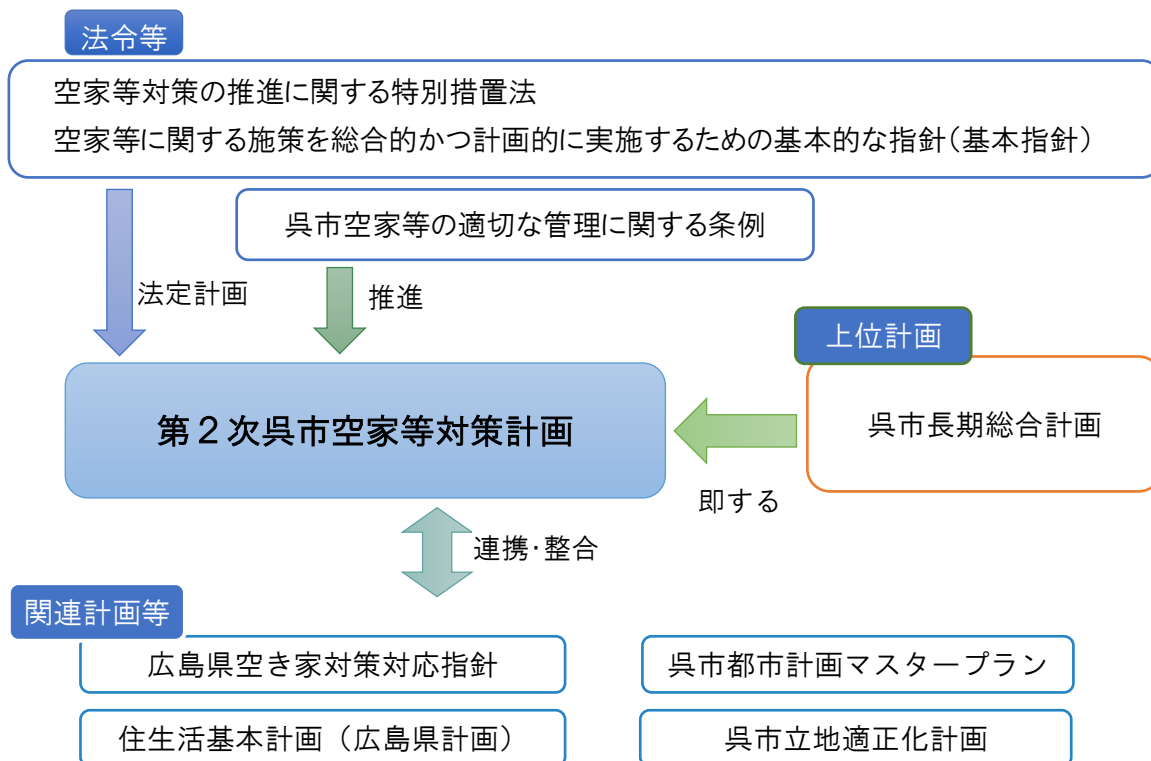 法令等
空家等対策の推進に関する特別措置法
空家等に関する施策を総合的かつ計画的に実施するための基本的な指針(基本指針)
呉市空家等の適切な管理に関する条例
法定計画
推進
上位計画
呉市長期総合計画
第2次呉市空家等対策計画
即する
連携・整合
関連計画等
広島県空き家対策対応指針
呉市都市計画マスタープラン
住生活基本計画(広島県計画)
呉市立地適正化計画